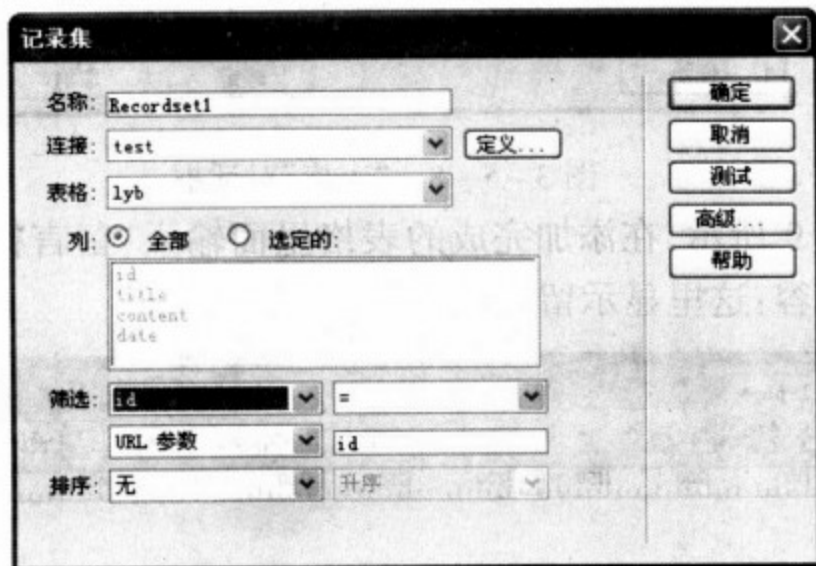 记录集
名称: Recordset1
连接: test 定义...
表格: lyb
列: 全部 选定的:
id
title
content
date
筛选: id =
URL 参数 id
排序: 无 升序
确定
取消
测试
高级...
帮助